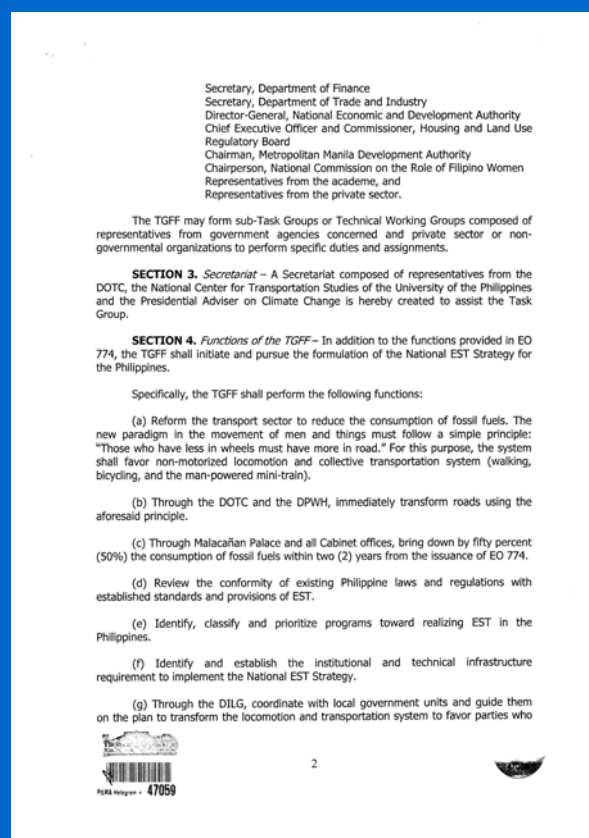 Secretary, Department of Finance
Secretary, Department of Trade and Industry
Director-General, National Economic and Development Authority
Chief Executive Officer and Commissioner, Housing and Land Use
Regulatory Board
Chairman, Metropolitan Manila Development Authority
Chairperson, National Commission on the Role of Filipino Women
Representatives from the academe, and
Representatives from the private sector.
The TGFF may form sub-Task Groups or Technical Working Groups composed of
representatives from government agencies concerned and private sector or non-
governmental organizations to perform specific duties and assignments.
SECTION 3. Secretariat – A Secretariat composed of representatives from the
DOTC, the National Center for Transportation Studies of the University of the Philippines
and the Presidential Adviser on Climate Change is hereby created to assist the Task
Group.
SECTION 4. Functions of the TGFF – In addition to the functions provided in EO
774, the TGFF shall initiate and pursue the formulation of the National EST Strategy for
the Philippines.
Specifically, the TGFF shall perform the following functions:
(a) Reform the transport sector to reduce the consumption of fossil fuels. The
new paradigm in the movement of men and things must follow a simple principle:
"Those who have less in wheels must have more in road." For this purpose, the system
shall favor non-motorized locomotion and collective transportation system (walking,
bicycling, and the man-powered mini-train).
(b) Through the DOTC and the DPWH, immediately transform roads using the
aforesaid principle.
(c) Through Malacañan Palace and all Cabinet offices, bring down by fifty percent
(50%) the consumption of fossil fuels within two (2) years from the issuance of EO 774.
(d) Review the conformity of existing Philippine laws and regulations with
established standards and provisions of EST.
(e) Identify, classify and prioritize programs toward realizing EST in the
Philippines.
(f) Identify and establish the institutional and technical infrastructure
requirement to implement the National EST Strategy.
(g) Through the DILG, coordinate with local government units and guide them
on the plan to transform the locomotion and transportation system to favor parties who
2
Hologram # 47059